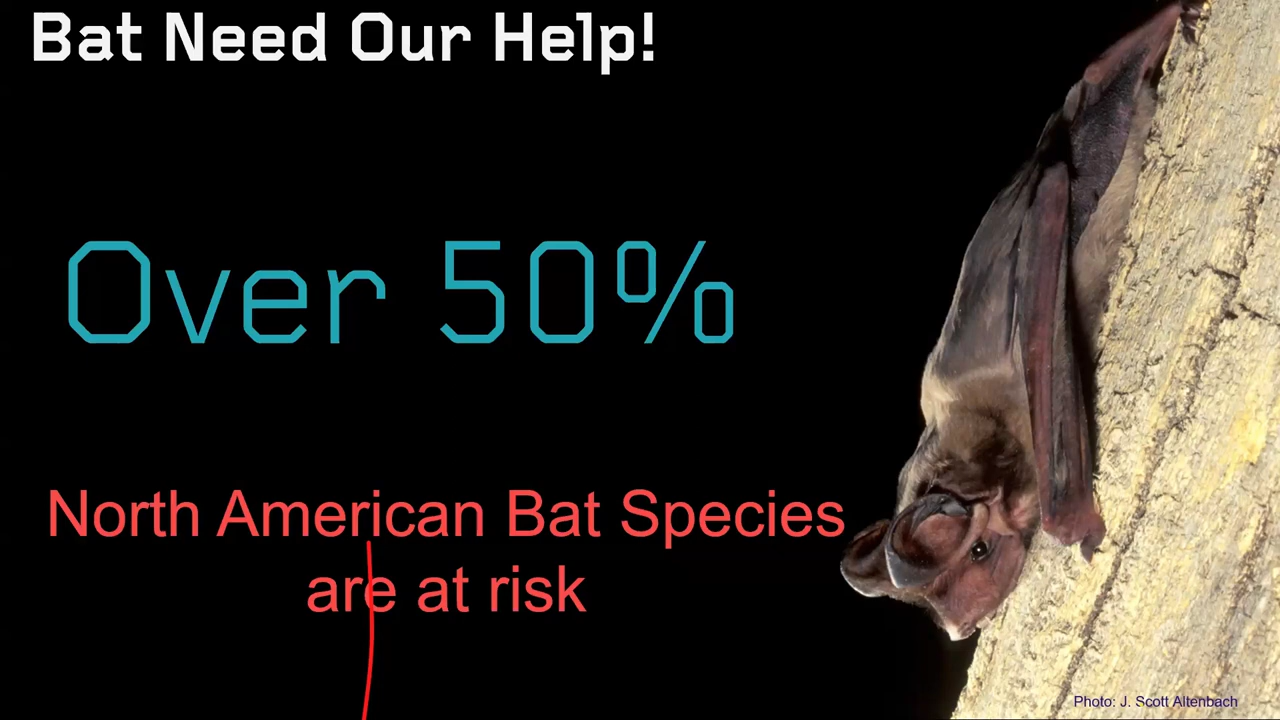 Bat Need Our Help!
Over 50%
North American Bat Species
are at risk
Photo: J. Scott Altenbach